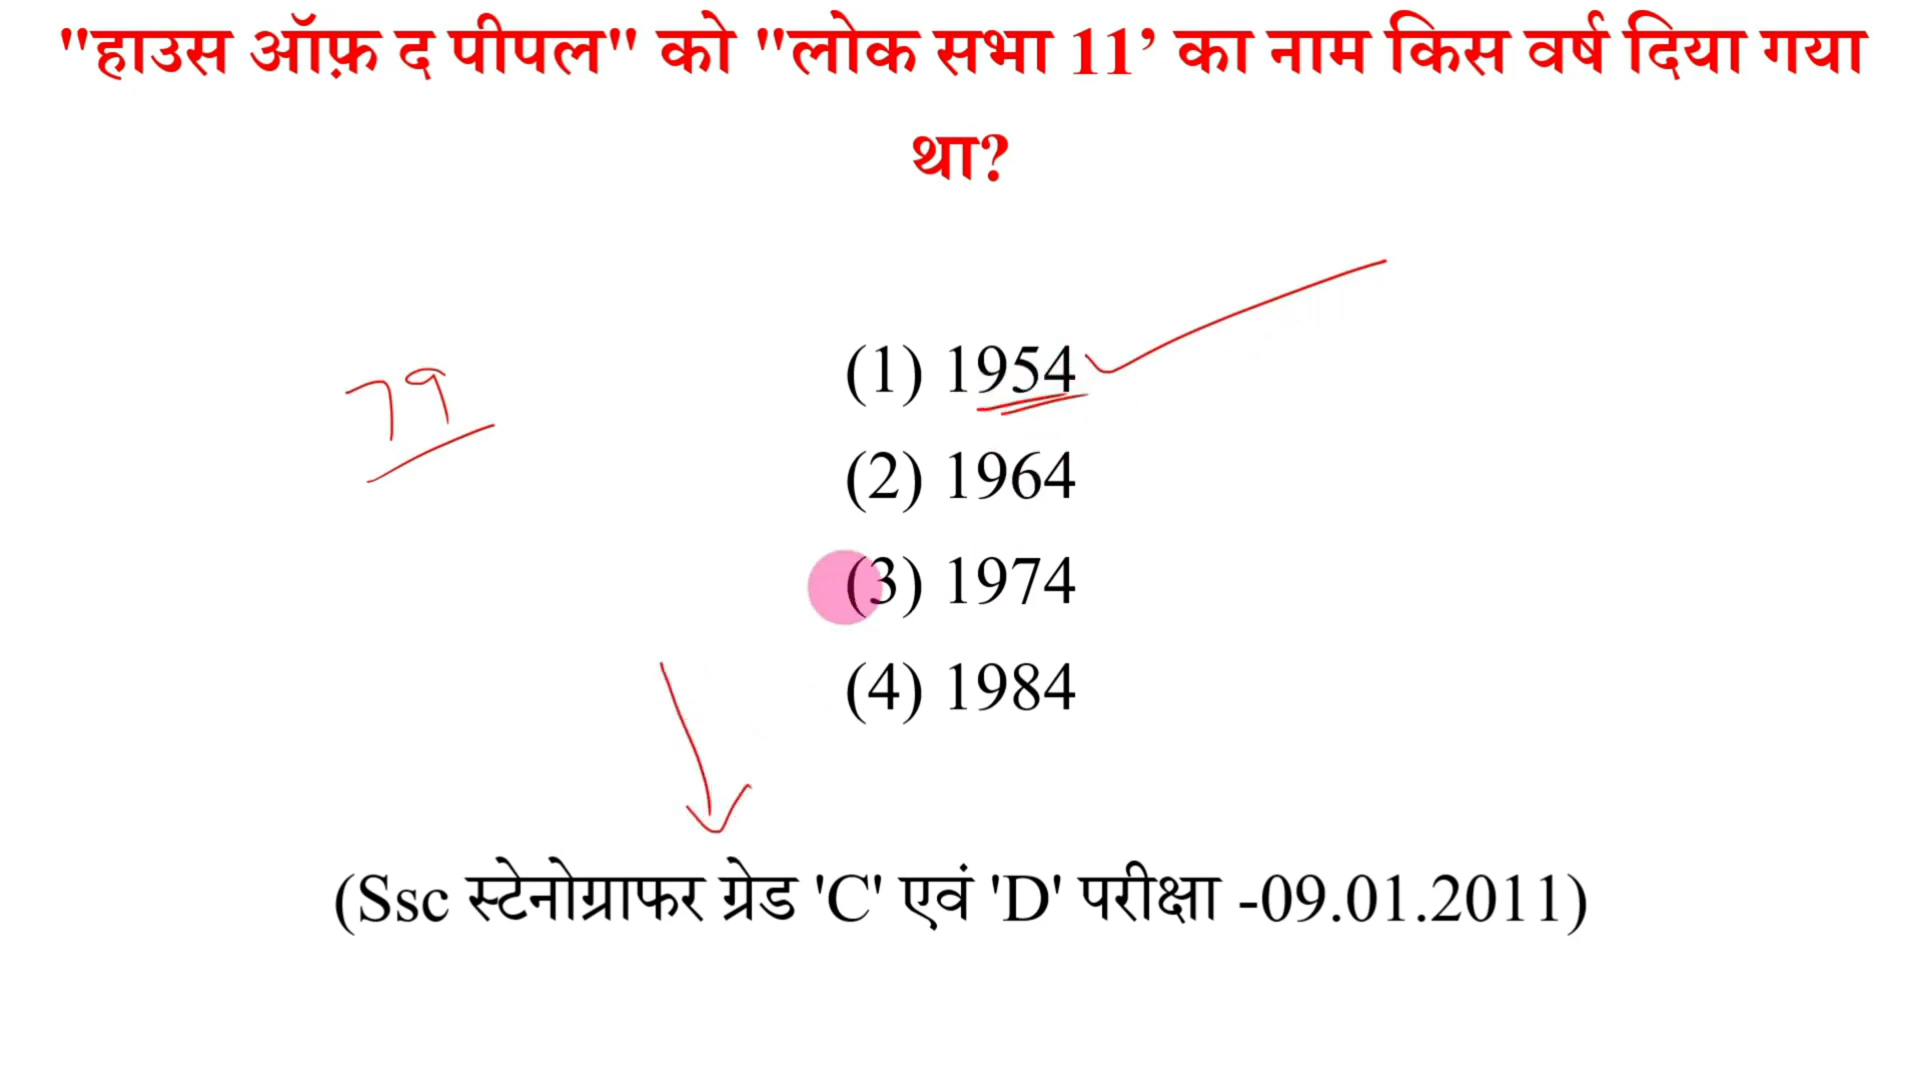 "हाउस ऑफ़ द पीपल" को "लोक सभा 11’ का नाम किस वर्ष दिया गया
था?
(1) 1954
79
(2) 1964
(3) 1974
(4) 1984
(Ssc स्टेनोग्राफर ग्रेड 'C' एवं 'D' परीक्षा -09.01.2011)